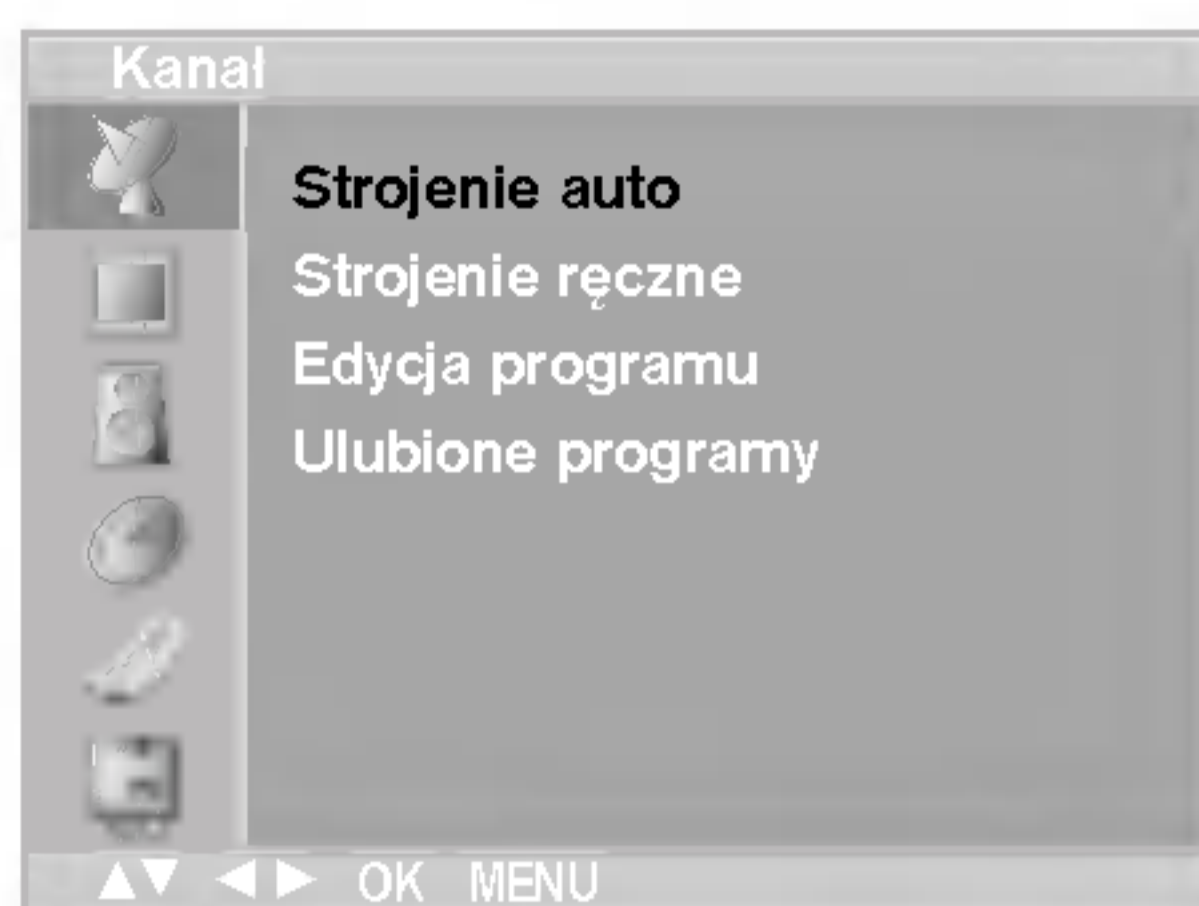 Kanał
Strojenie auto
Strojenie ręczne
Edycja programu
Ulubione programy
▲▼ ◀▶ OK MENU